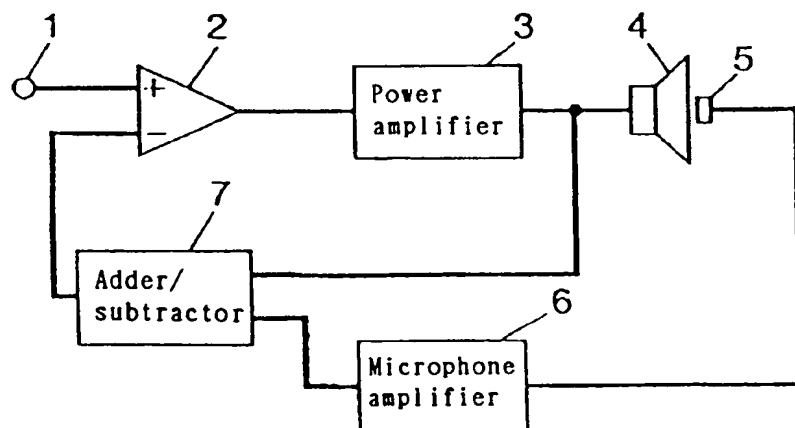 1
2
3
4
5
+
−
Power
amplifier
7
Adder/
subtractor
6
Microphone
amplifier